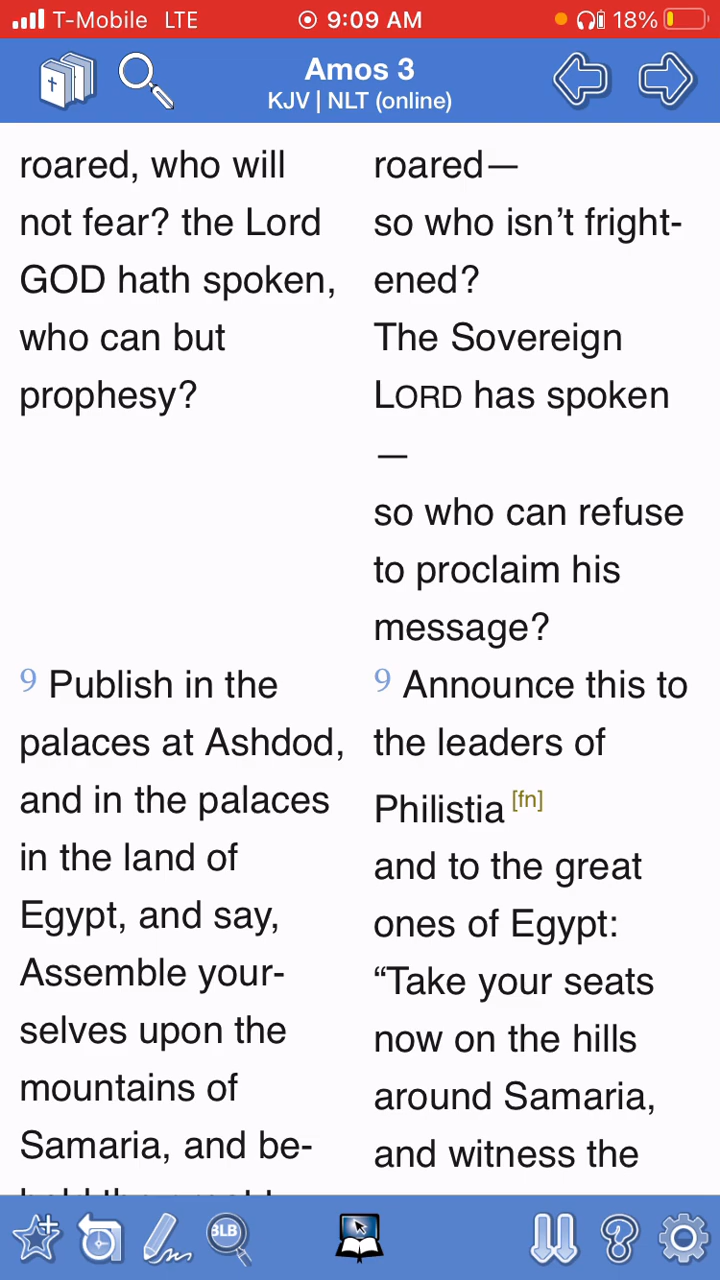 T-Mobile LTE 9:09 AM 18%
Amos 3
KJV | NLT (online)
roared, who will
not fear? the Lord
GOD hath spoken,
who can but
prophesy?
9 Publish in the
palaces at Ashdod,
and in the palaces
in the land of
Egypt, and say,
Assemble your-
selves upon the
mountains of
Samaria, and be-
roared—
so who isn’t fright-
ened?
The Sovereign
LORD has spoken
—
so who can refuse
to proclaim his
message?
9 Announce this to
the leaders of
Philistia [fn]
and to the great
ones of Egypt:
“Take your seats
now on the hills
around Samaria,
and witness the
BLB